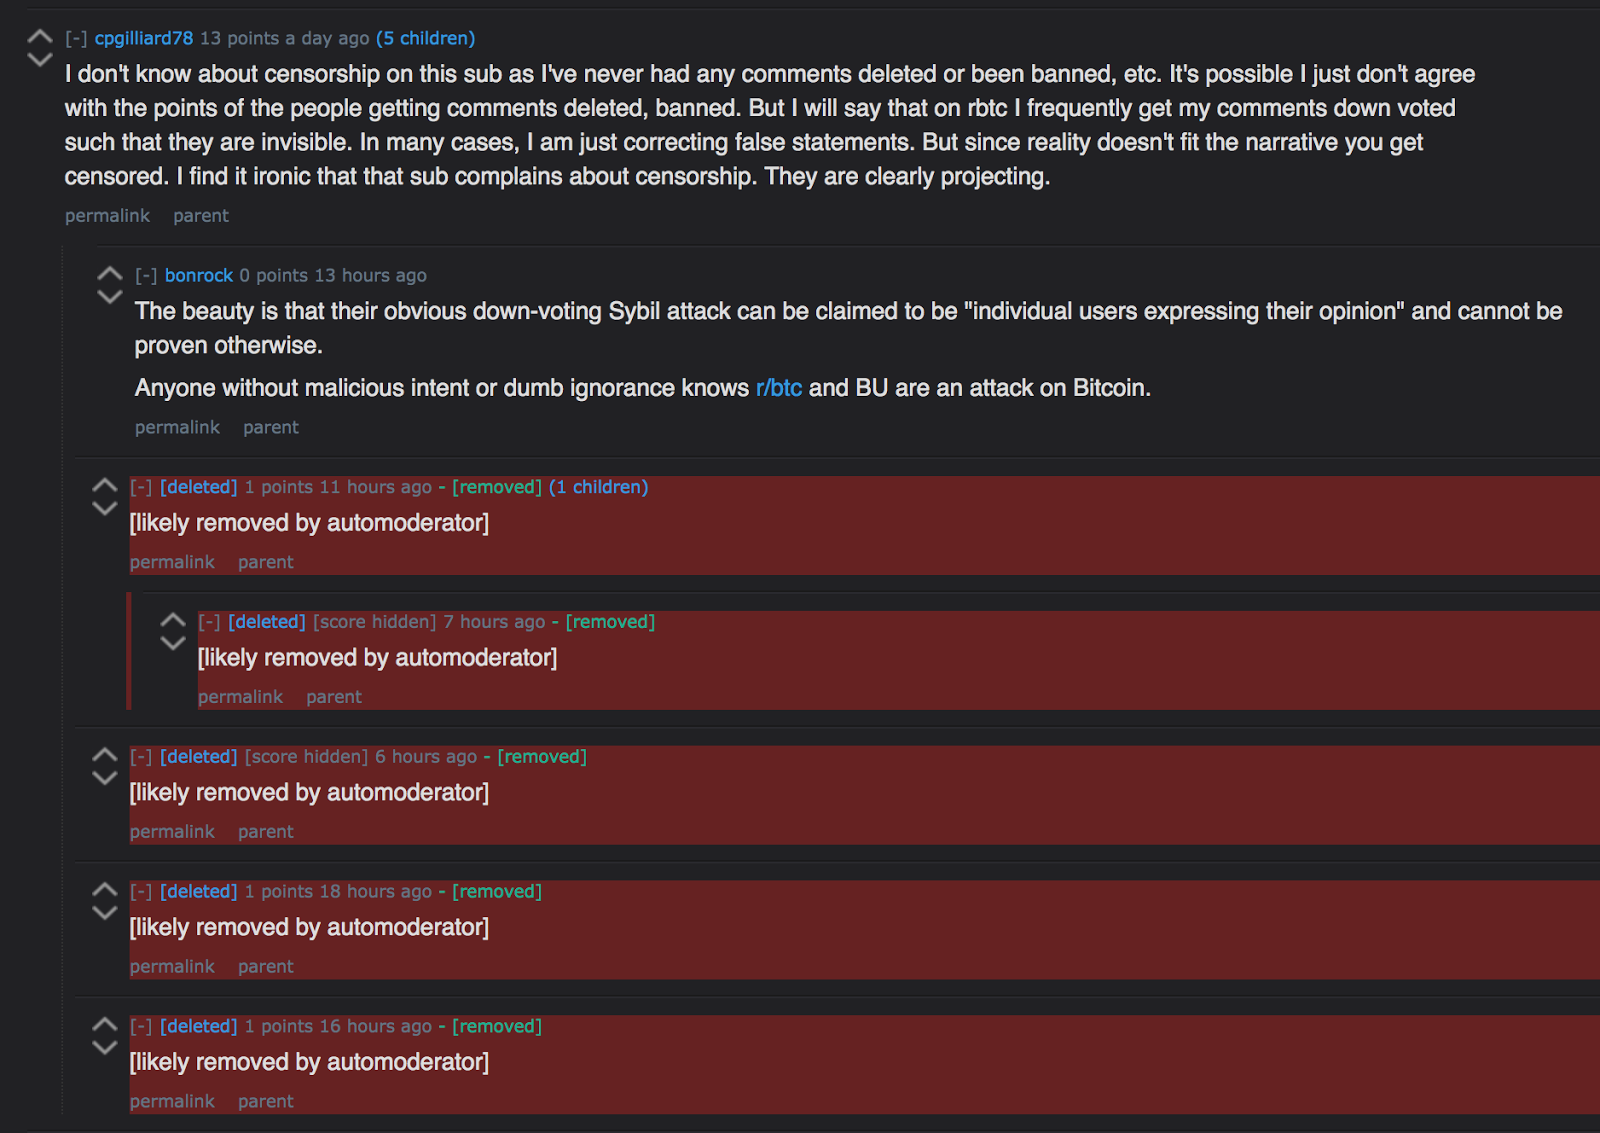 [-] cpgilliard78 13 points a day ago (5 children)
I don't know about censorship on this sub as I've never had any comments deleted or been banned, etc. It's possible I just don't agree
with the points of the people getting comments deleted, banned. But I will say that on rbtc I frequently get my comments down voted
such that they are invisible. In many cases, I am just correcting false statements. But since reality doesn't fit the narrative you get
censored. I find it ironic that that sub complains about censorship. They are clearly projecting.
permalink parent
[-] bonrock 0 points 13 hours ago
The beauty is that their obvious down-voting Sybil attack can be claimed to be "individual users expressing their opinion" and cannot be
proven otherwise.
Anyone without malicious intent or dumb ignorance knows r/btc and BU are an attack on Bitcoin.
permalink parent
[-] [deleted] 1 points 11 hours ago - [removed] (1 children)
[likely removed by automoderator]
permalink parent
[-] [deleted] [score hidden] 7 hours ago - [removed]
[likely removed by automoderator]
permalink parent
[-] [deleted] [score hidden] 6 hours ago - [removed]
[likely removed by automoderator]
permalink parent
[-] [deleted] 1 points 18 hours ago - [removed]
[likely removed by automoderator]
permalink parent
[-] [deleted] 1 points 16 hours ago - [removed]
[likely removed by automoderator]
permalink parent